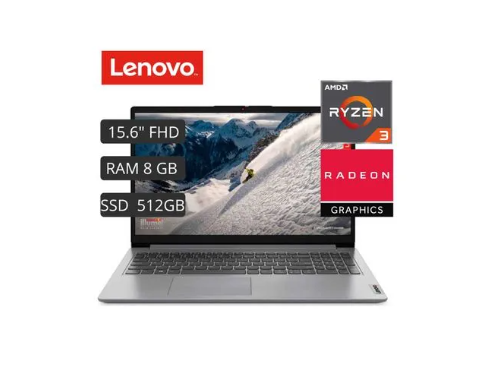 Lenovo
AMD
RYZEN
3
15.6" FHD
RAM 8 GB
SSD 512GB
RADEON
GRAPHICS